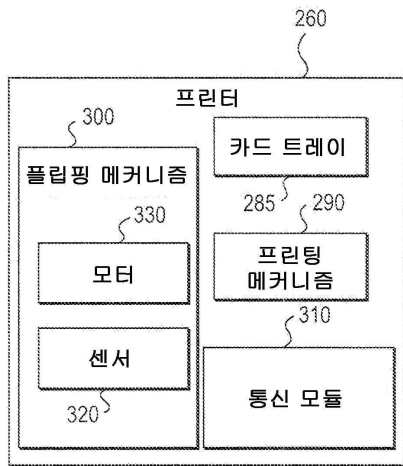 260
프린터
300
플립핑 메커니즘
330
모터
센서
320
카드 트레이
285
290
프린팅
메커니즘
310
통신 모듈